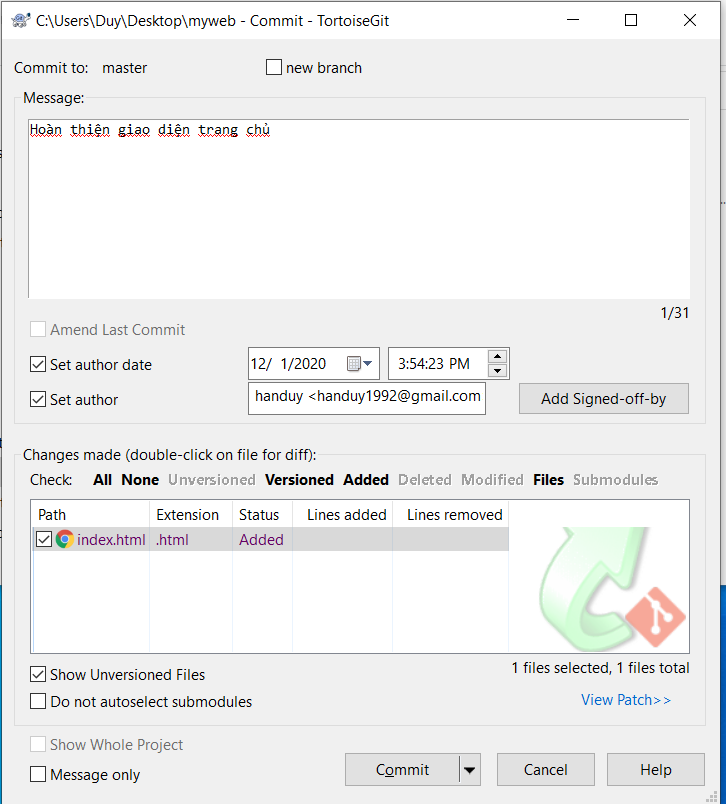 C:\Users\Duy\Desktop\myweb - Commit - TortoiseGit
Commit to: master new branch
Message:
Hoàn thiện giao diện trang chủ
1/31
Amend Last Commit
Set author date 12/ 1/2020 3:54:23 PM
Set author handuy <handuy1992@gmail.com Add Signed-off-by
Changes made (double-click on file for diff):
Check: All None Unversioned Versioned Added Deleted Modified Files Submodules
Path Extension Status Lines added Lines removed
index.html .html Added
Show Unversioned Files 1 files selected, 1 files total
Do not autoselect submodules View Patch>>
Show Whole Project
Message only Commit Cancel Help